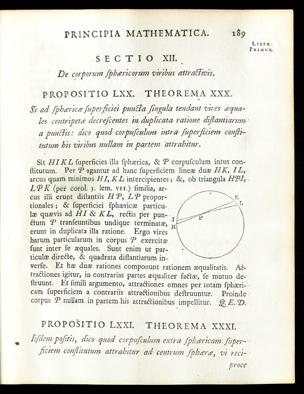 PRINCIPIA MATHEMATICA. 189
LIBER
PRIMUS.
SECTIO XII.
De corporum sphæricorum viribus attractivis.
PROPOSITIO LXX. THEOREMA XXX.
Si ad sphæricæ superficiei puncta singula tendant vires æqua-
les centripetæ decrescentes in duplicata ratione distantiarum
a punctis: dico quod corpusculum intra superficiem consti-
tutum his viribus nullam in partem attrahitur.
Sit HIKL superficies illa sphærica, & P corpusculum intus con-
stitutum. Per P agantur ad hanc superficiem lineæ duæ HK, IL,
arcus quam minimos HI, KL intercipientes; &, ob triangula HPI,
LPK (per corol. 3. lem. VII.) similia, ar-
cus illi erunt distantiis HP, LP propor-
tionales; & superficiei sphæricæ particu-
læ quævis ad HI & KL, rectis per pun-
ctum P transeuntibus undique terminatæ,
erunt in duplicata illa ratione. Ergo vires
harum particularum in corpus P exercitæ
sunt inter se æquales. Sunt enim ut par-
ticulæ directe, & quadrata distantiarum in-
verse. Et hæ duæ rationes componunt rationem æqualitatis. At-
tractiones igitur, in contrarias partes æqualiter factæ, se mutuo de-
struunt. Et simili argumento, attractiones omnes per totam sphæri-
cam superficiem a contrariis attractionibus destruuntur. Proinde
corpus P nullam in partem his attractionibus impellitur. Q.E.D.
K
L
I
P
H
PROPOSITIO LXXI. THEOREMA XXXI.
Iisdem positis, dico quod corpusculum extra sphæricam super-
ficiem constitutum attrahitur ad centrum sphæræ, vi reci-
proce